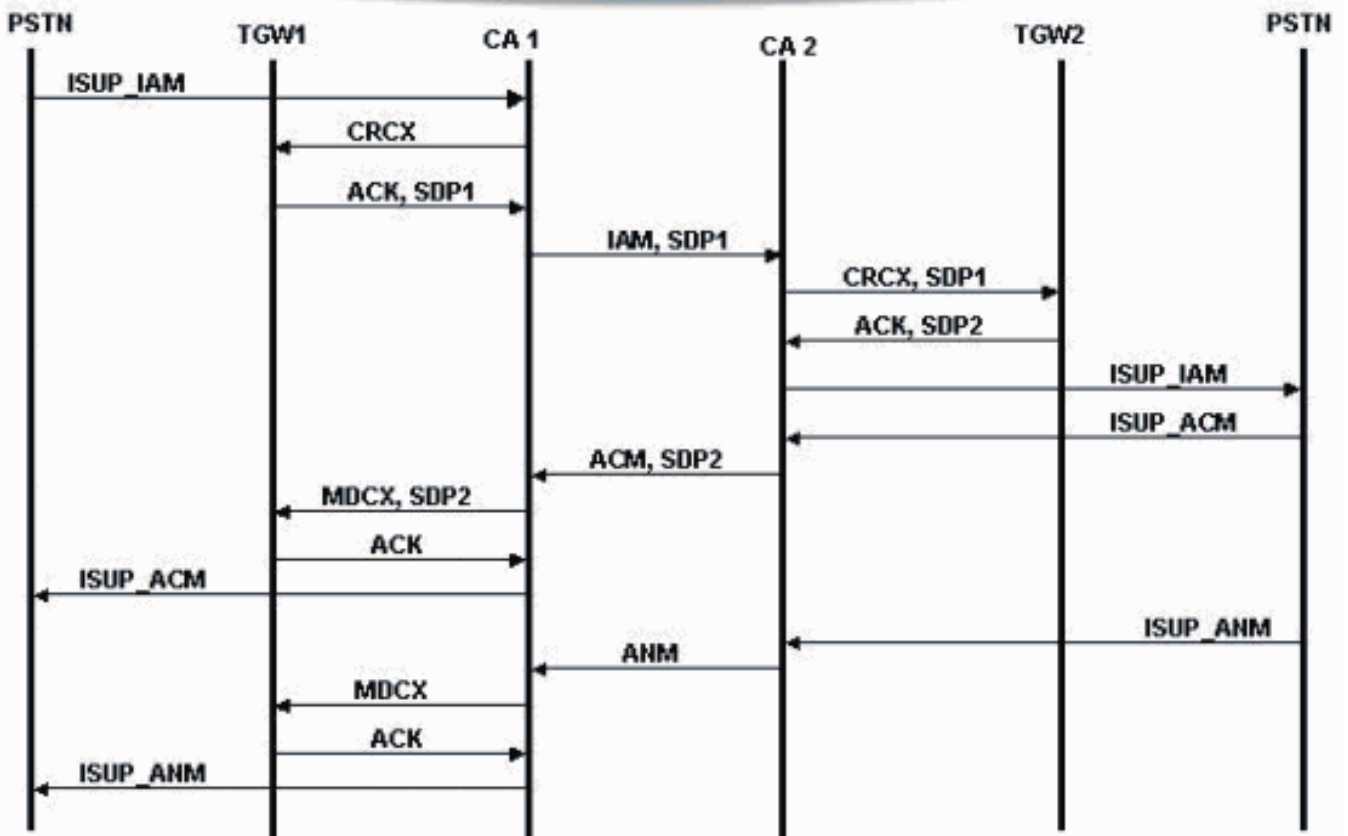 PSTN
TGW1
CA 1
CA 2
TGW2
PSTN
ISUP_IAM
CRCX
ACK, SDP1
IAM, SDP1
CRCX, SDP1
ACK, SDP2
ISUP_IAM
ISUP_ACM
ACM, SDP2
MDCX, SDP2
ACK
ISUP_ACM
ISUP_ANM
ANM
MDCX
ACK
ISUP_ANM